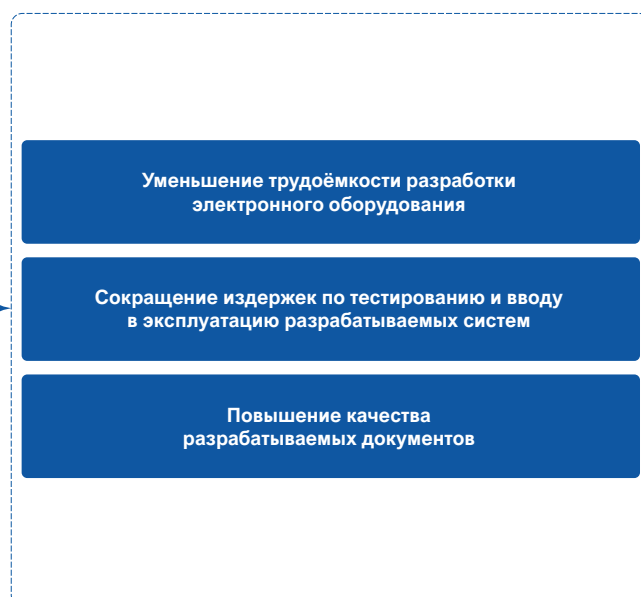 Уменьшение трудоёмкости разработки
электронного оборудования
Сокращение издержек по тестированию и вводу
в эксплуатацию разрабатываемых систем
Повышение качества
разрабатываемых документов